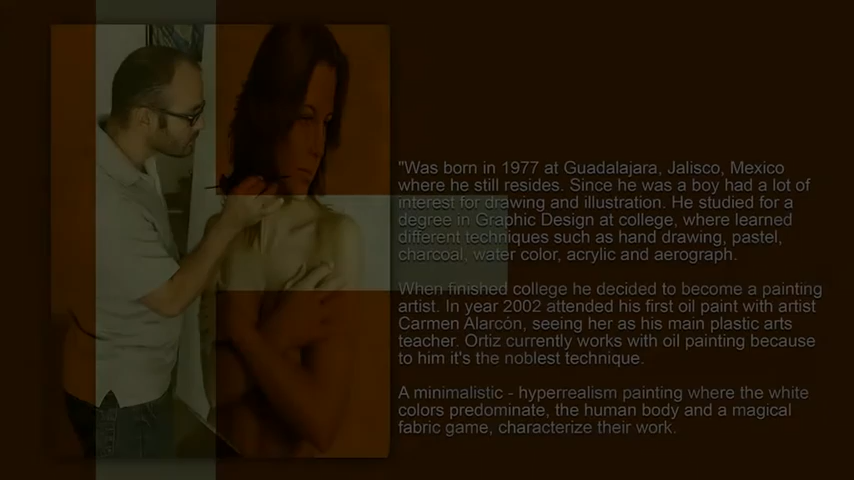 "Was born in 1977 at Guadalajara, Jalisco, Mexico
where he still resides. Since he was a boy had a lot of
interest for drawing and illustration. He studied for a
degree in Graphic Design at college, where learned
different techniques such as hand drawing, pastel,
charcoal, water color, acrylic and aerograph.
When finished college he decided to become a painting
artist. In year 2002 attended his first oil paint with artist
Carmen Alarcón, seeing her as his main plastic arts
teacher. Ortiz currently works with oil painting because
to him it's the noblest technique.
A minimalistic - hyperrealism painting where the white
colors predominate, the human body and a magical
fabric game, characterize their work.